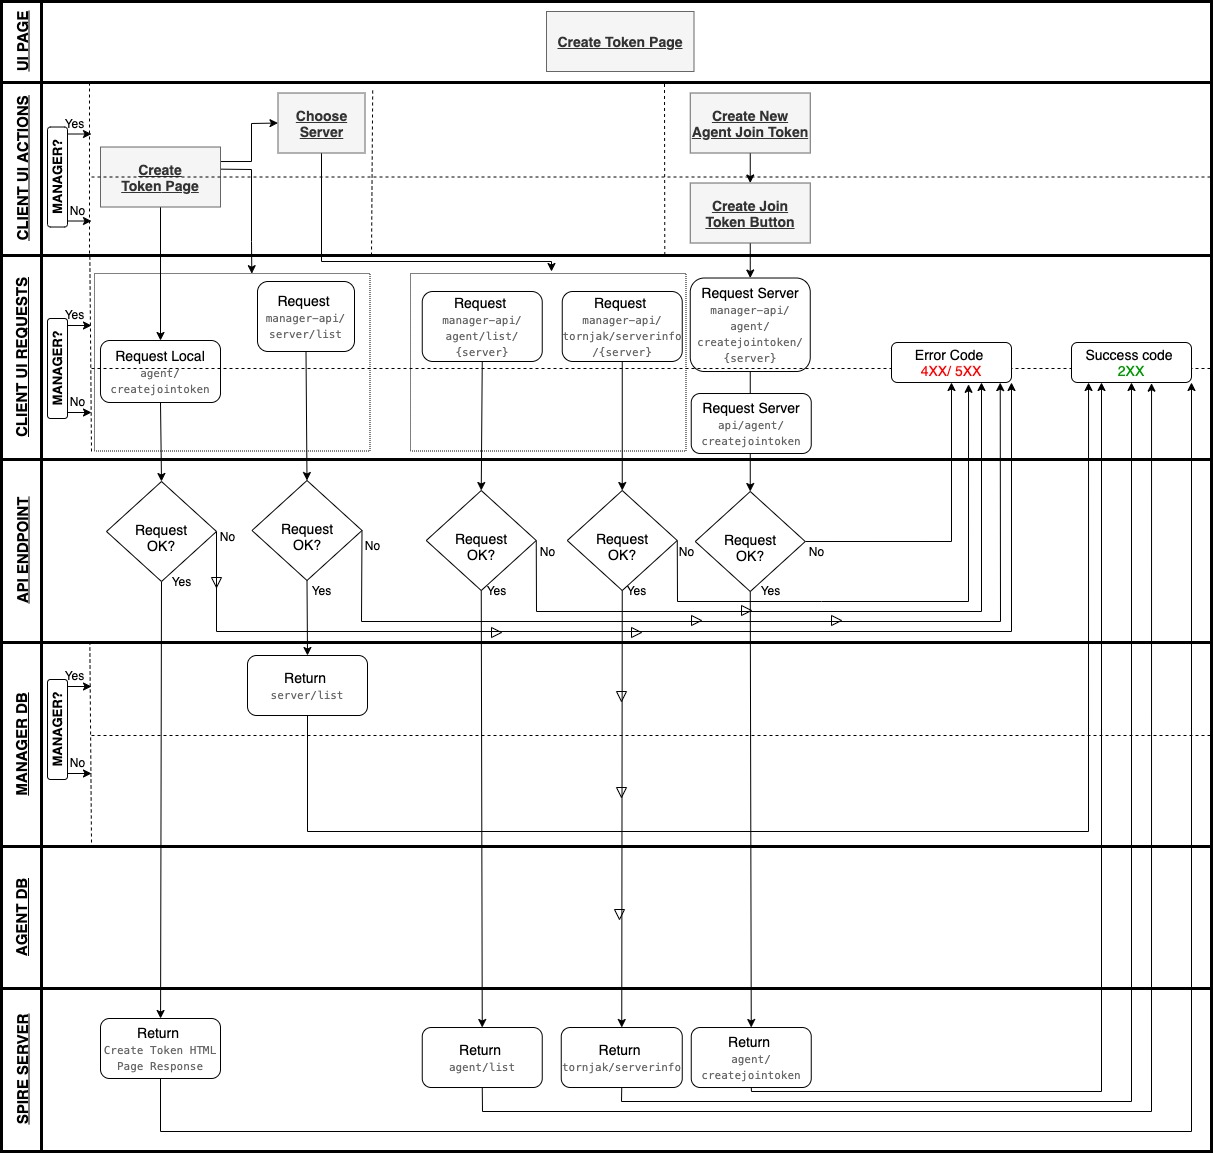 UI PAGE
Create Token Page
CLIENT UI ACTIONS
MANAGER?
Yes
No
Create
Token Page
Choose
Server
Create New
Agent Join Token
Create Join
Token Button
CLIENT UI REQUESTS
MANAGER?
Yes
No
Request Local
agent/
createjointoken
Request
manager-api/
server/list
Request
manager-api/
agent/list/
{server}
Request
manager-api/
tornjak/serverinfo
/{server}
Request Server
manager-api/
agent/
createjointoken/
{server}
Request Server
api/agent/
createjointoken
Error Code
4XX/ 5XX
Success code
2XX
API ENDPOINT
Request
OK?
No
Yes
Request
OK?
No
Yes
Request
OK?
No
Yes
Request
OK?
No
Yes
Request
OK?
No
Yes
MANAGER DB
MANAGER?
Yes
No
Return
server/list
AGENT DB
SPIRE SERVER
Return
Create Token HTML
Page Response
Return
agent/list
Return
tornjak/serverinfo
Return
agent/
createjointoken